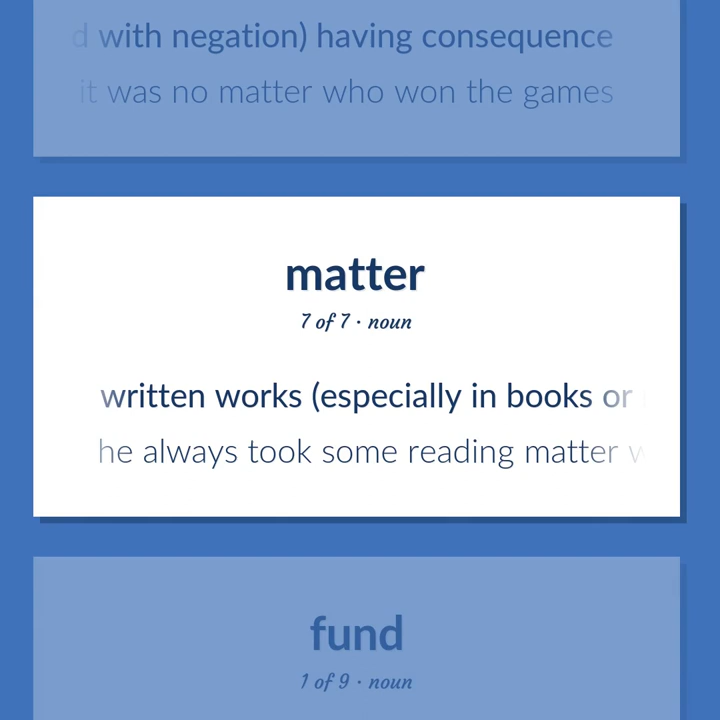 with negation) having consequence
it was no matter who won the games
matter
7 of 7 · noun
written works (especially in books or
he always took some reading matter
fund
1 of 9 · noun